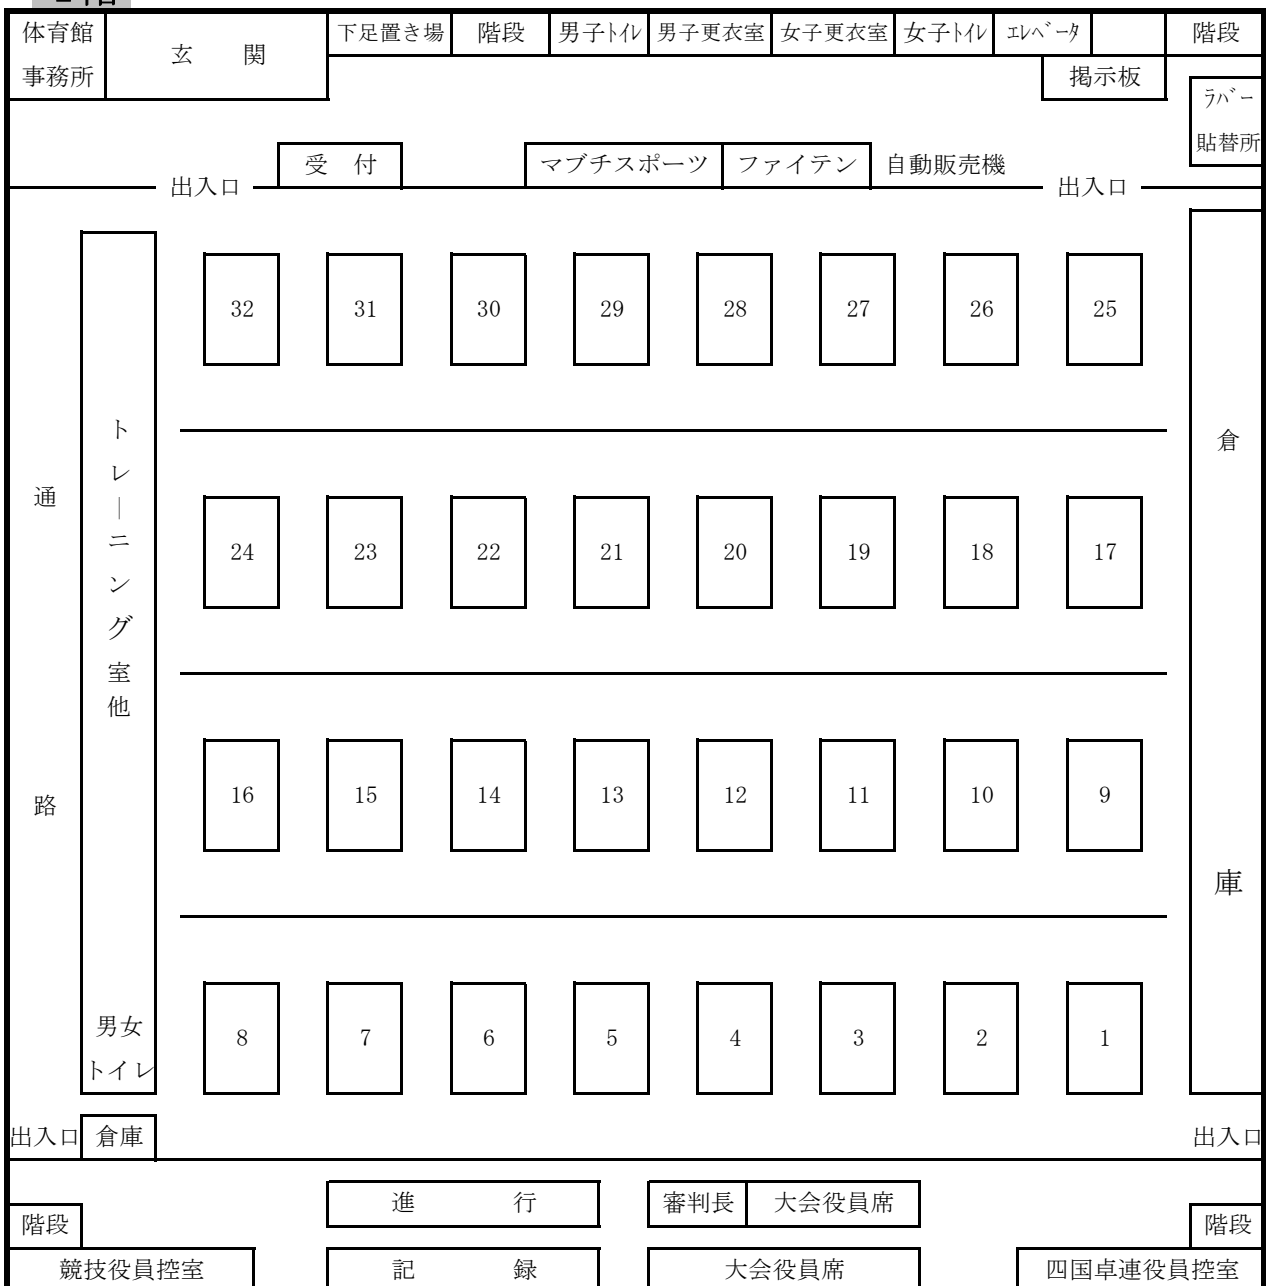 体育館 事務所
玄 関
下足置き場 階段 男子ﾄｲﾚ 男子更衣室 女子更衣室 女子ﾄｲﾚ ｴﾚﾍﾞｰﾀ 階段
掲示板
ﾗﾊﾞｰ
貼替所
受 付 マブチスポーツ ファイテン 自動販売機
出入口 出入口
32 31 30 29 28 27 26 25
24 23 22 21 20 19 18 17
16 15 14 13 12 11 10 9
8 7 6 5 4 3 2 1
通路
トレーニング室他
男女
トイレ
倉庫
出入口 倉庫 出入口
進 行 審判長 大会役員席
階段 階段
競技役員控室 記 録 大会役員席 四国卓連役員控室